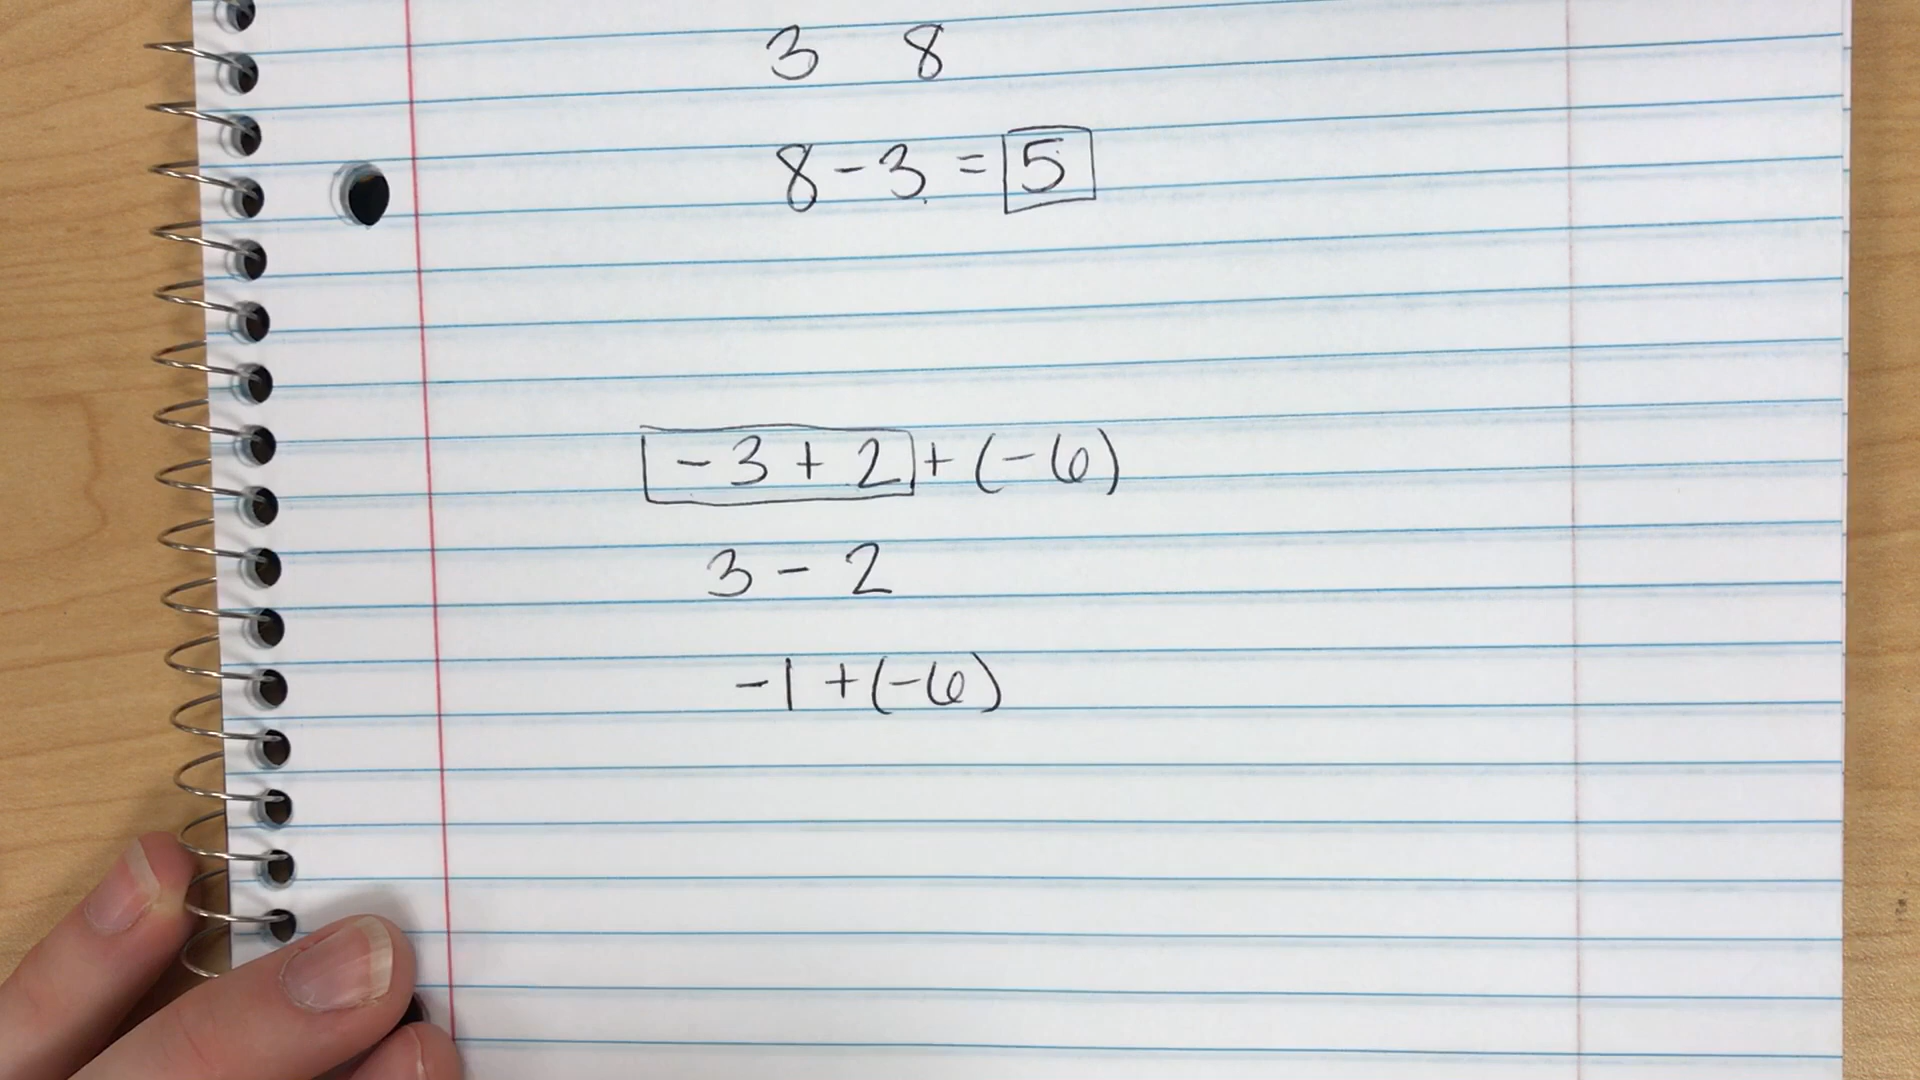 3 8
8 - 3 = 5
- 3 + 2 + (-6)
3 - 2
-1 + (-6)